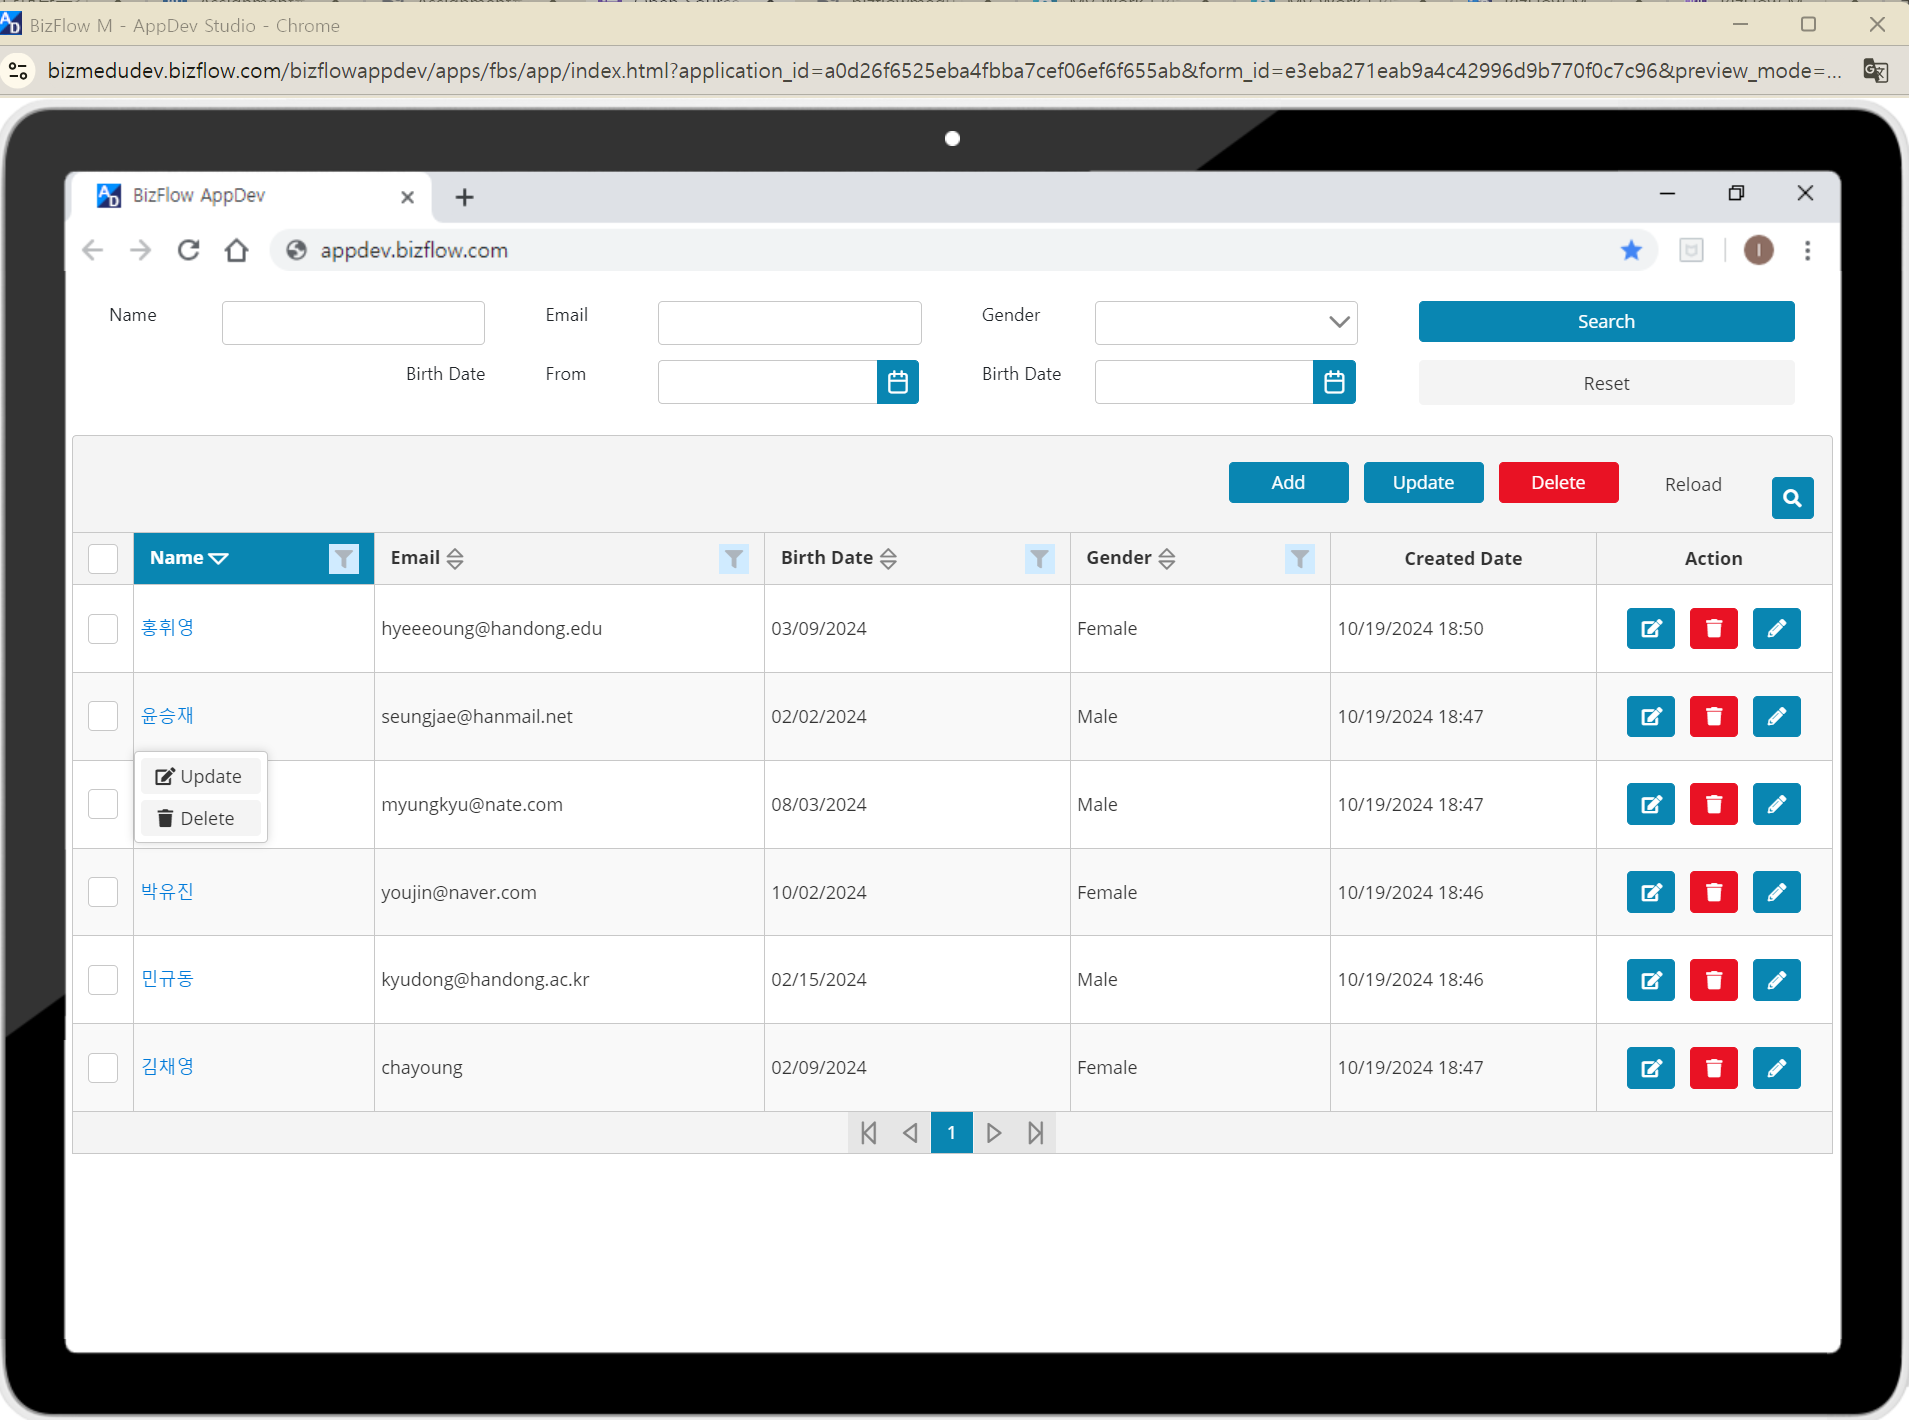 BizFlow M - AppDev Studio - Chrome
bizmedudev.bizflow.com/bizflowappdev/apps/fbs/app/index.html?application_id=a0d26f6525eba4fbba7cef06ef6f655ab&form_id=e3eba271eab9a4c42996d9b770f0c7c96&preview_mode=...
BizFlow AppDev
appdev.bizflow.com
I
Name Email Gender Search
Birth Date From Birth Date Reset
Add Update Delete Reload
Name Email Birth Date Gender Created Date Action
홍휘영 hyeeeoung@handong.edu 03/09/2024 Female 10/19/2024 18:50
윤승재 seungjae@hanmail.net 02/02/2024 Male 10/19/2024 18:47
Update
myungkyu@nate.com 08/03/2024 Male 10/19/2024 18:47
Delete
박유진 youjin@naver.com 10/02/2024 Female 10/19/2024 18:46
민규동 kyudong@handong.ac.kr 02/15/2024 Male 10/19/2024 18:46
김채영 chayoung 02/09/2024 Female 10/19/2024 18:47
1